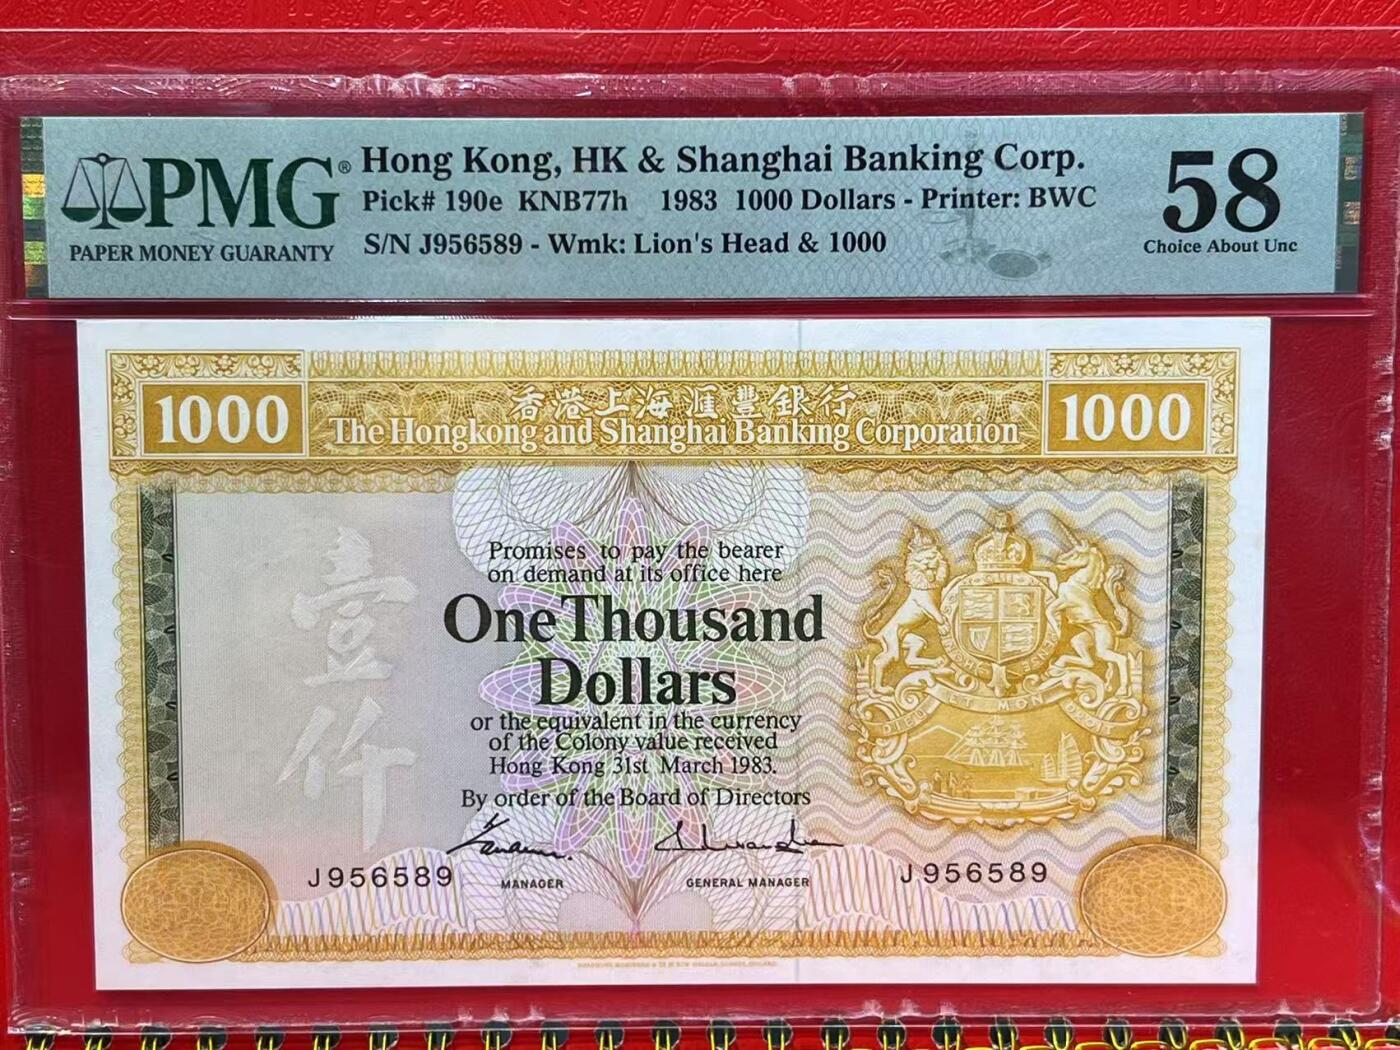 PMG®
PAPER MONEY GUARANTY
Hong Kong, HK & Shanghai Banking Corp.
Pick# 190e KNB77h 1983 1000 Dollars - Printer: BWC
S/N J956589 - Wmk: Lion's Head & 1000
58
Choice About Unc
1000
香港上海滙豐銀行
The Hongkong and Shanghai Banking Corporation
1000
壹仟
Promises to pay the bearer
on demand at its office here
One Thousand
Dollars
or the equivalent in the currency
of the Colony value received
Hong Kong 31st March 1983.
By order of the Board of Directors
J956589
MANAGER
GENERAL MANAGER
J956589